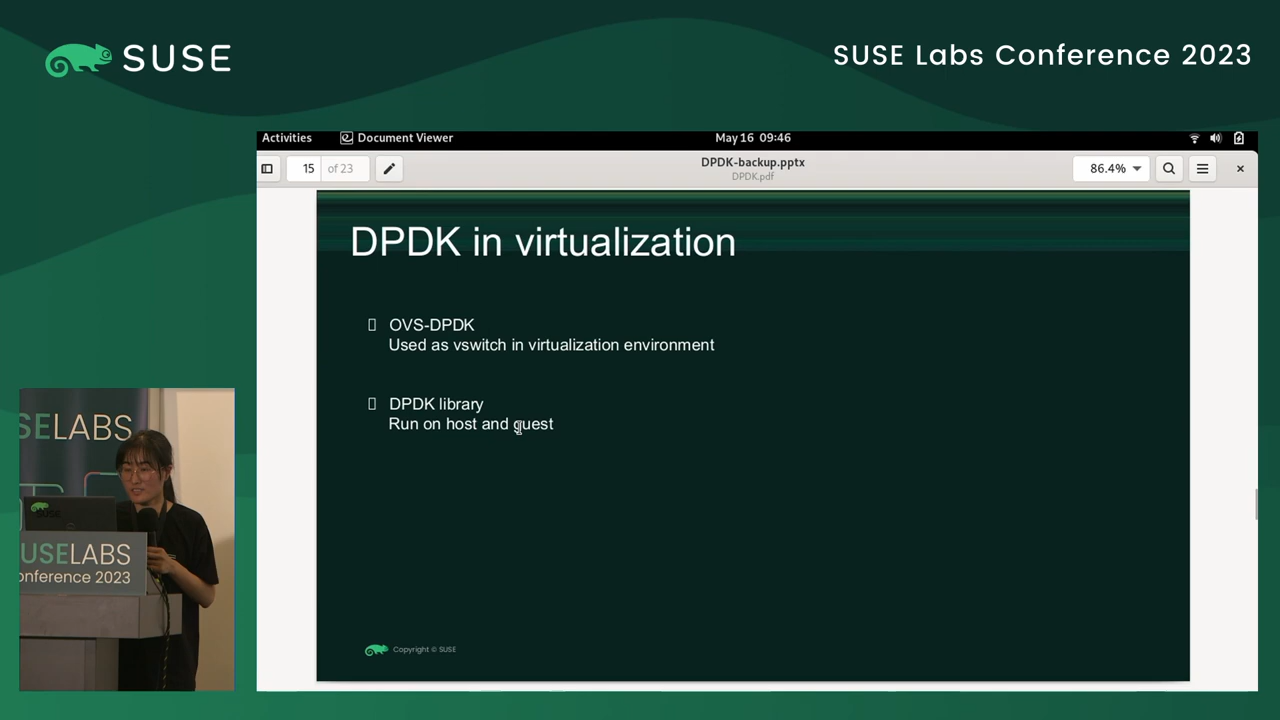 SUSE
SUSE Labs Conference 2023
Activities
Document Viewer
May 16 09:46
15 of 23
DPDK-backup.pptx
DPDK.pdf
86.4%
DPDK in virtualization
OVS-DPDK
Used as vswitch in virtualization environment
DPDK library
Run on host and guest
Copyright © SUSE
SELABS
SUSE
USELABS
onference 2023